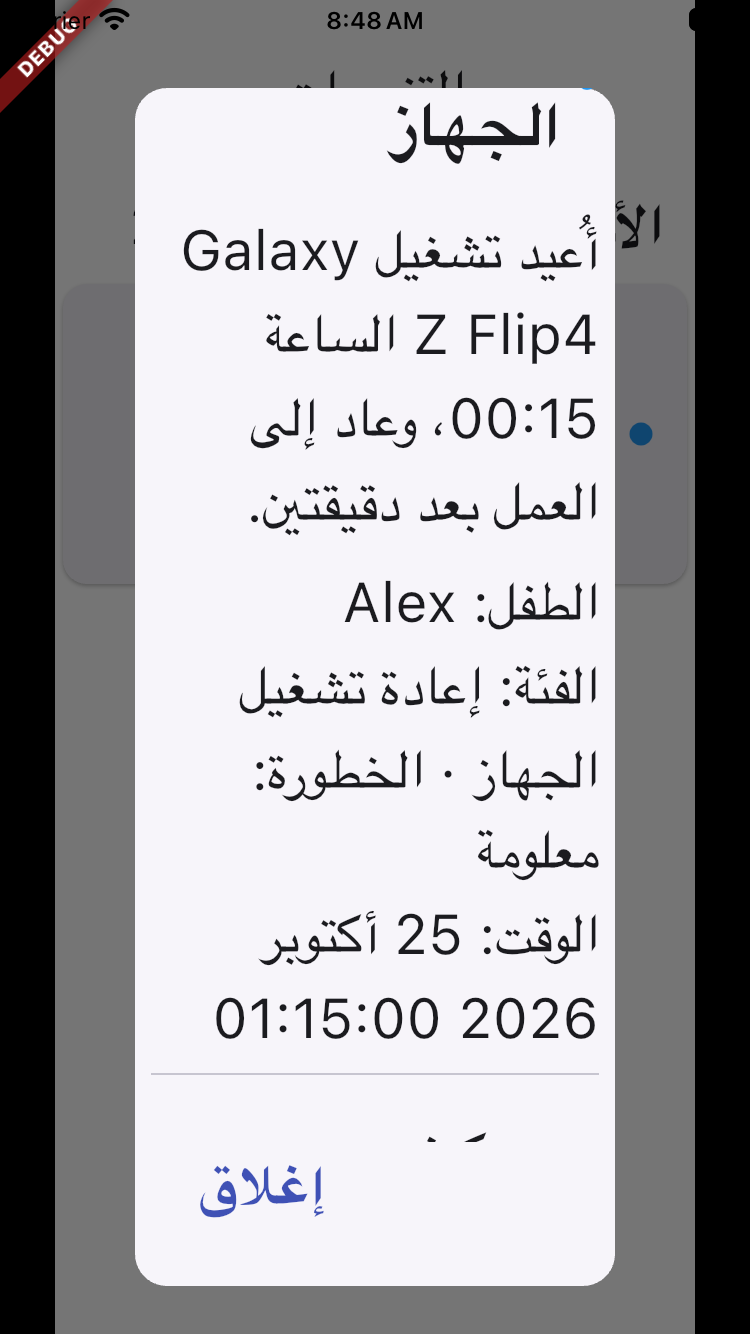 8:48 AM
DEBUG
الجهاز
أُعيد تشغيل Galaxy
Z Flip4 الساعة
00:15، وعاد إلى
العمل بعد دقيقتين.
الطفل: Alex
الفئة: إعادة تشغيل
الجهاز · الخطورة:
معلومة
الوقت: 25 أكتوبر
2026 01:15:00
إغلاق